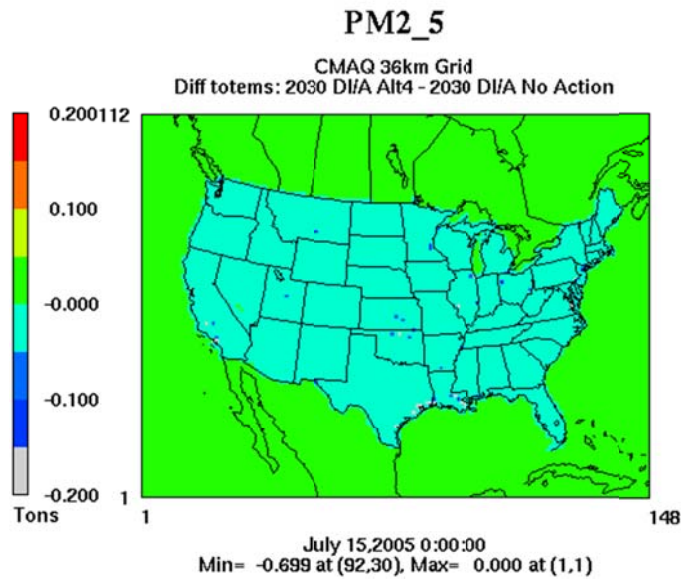 PM2_5
CMAQ 36km Grid
Diff totems: 2030 DI/A Alt4 - 2030 DI/A No Action
0.200
0.100
-0.000
-0.100
-0.200
Tons
112
1
1
148
July 15,2005 0:00:00
Min= -0.699 at (92,30), Max= 0.000 at (1,1)